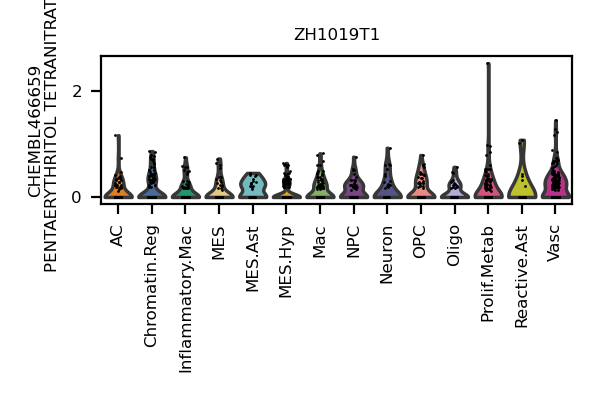 ZH1019T1
CHEMBL466659
PENTAERYTHRITOL TETRANITRAT
2
0
AC
Chromatin.Reg
Inflammatory.Mac
MES
MES.Ast
MES.Hyp
Mac
NPC
Neuron
OPC
Oligo
Prolif.Metab
Reactive.Ast
Vasc